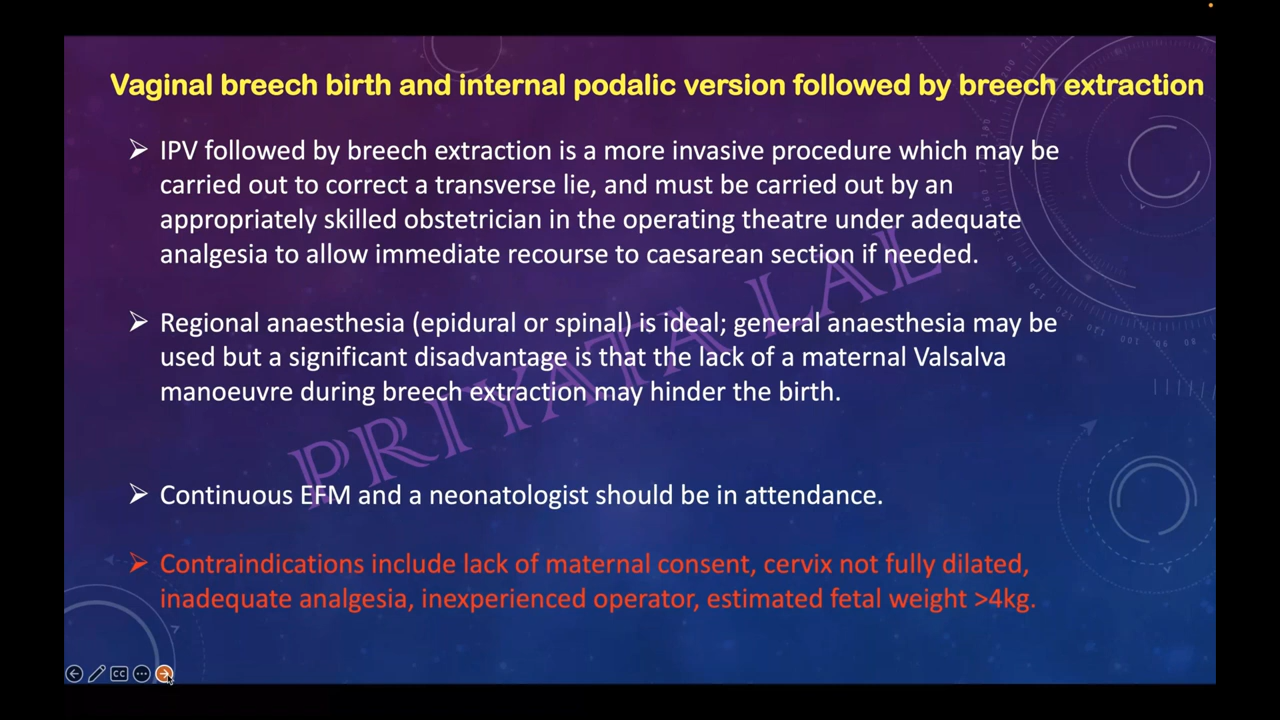 Vaginal breech birth and internal podalic version followed by breech extraction
IPV followed by breech extraction is a more invasive procedure which may be
carried out to correct a transverse lie, and must be carried out by an
appropriately skilled obstetrician in the operating theatre under adequate
analgesia to allow immediate recourse to caesarean section if needed.
Regional anaesthesia (epidural or spinal) is ideal; general anaesthesia may be
used but a significant disadvantage is that the lack of a maternal Valsalva
manoeuvre during breech extraction may hinder the birth.
PRIYATA LAL
Continuous EFM and a neonatologist should be in attendance.
Contraindications include lack of maternal consent, cervix not fully dilated,
inadequate analgesia, inexperienced operator, estimated fetal weight >4kg.
CC